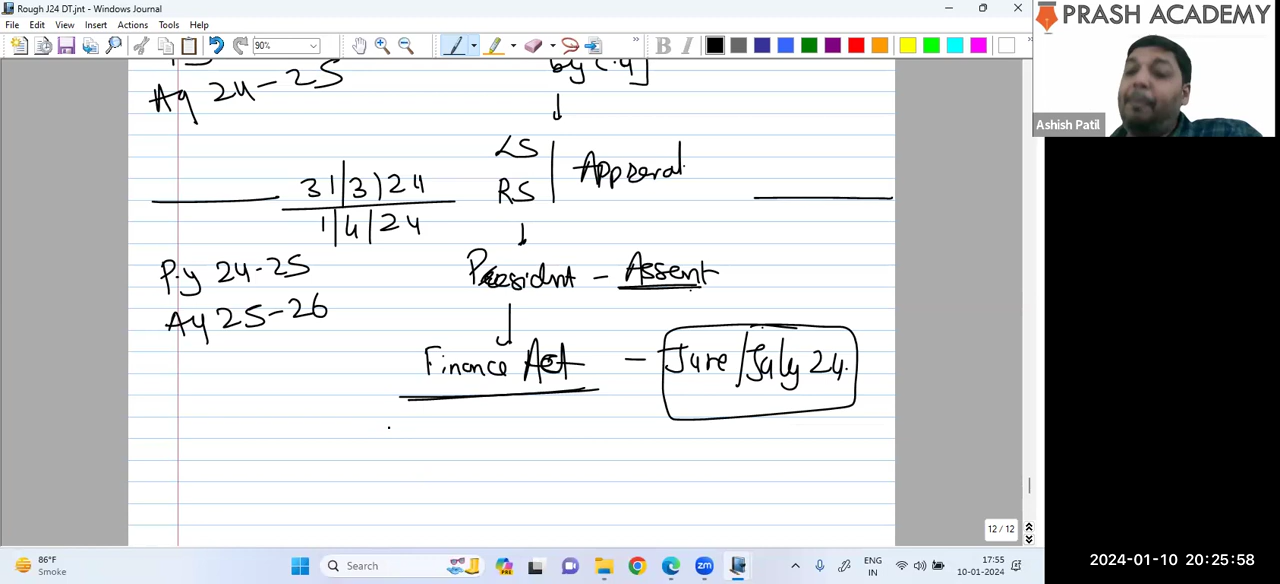 Rough J24 DT.jnt - Windows Journal
File Edit View Insert Actions Tools Help
90%
PRASH ACADEMY
Ashish Patil
by (.y]
Ay 24-25
LS
RS
Approval
31/3/24
1/4/24
P.y 24-25
Ay 25-26
President - Assent
Finance Act - June/July 24.
12/12
86°F
Smoke
Search
ENG
IN
17:55
10-01-2024
2024-01-10 20:25:58